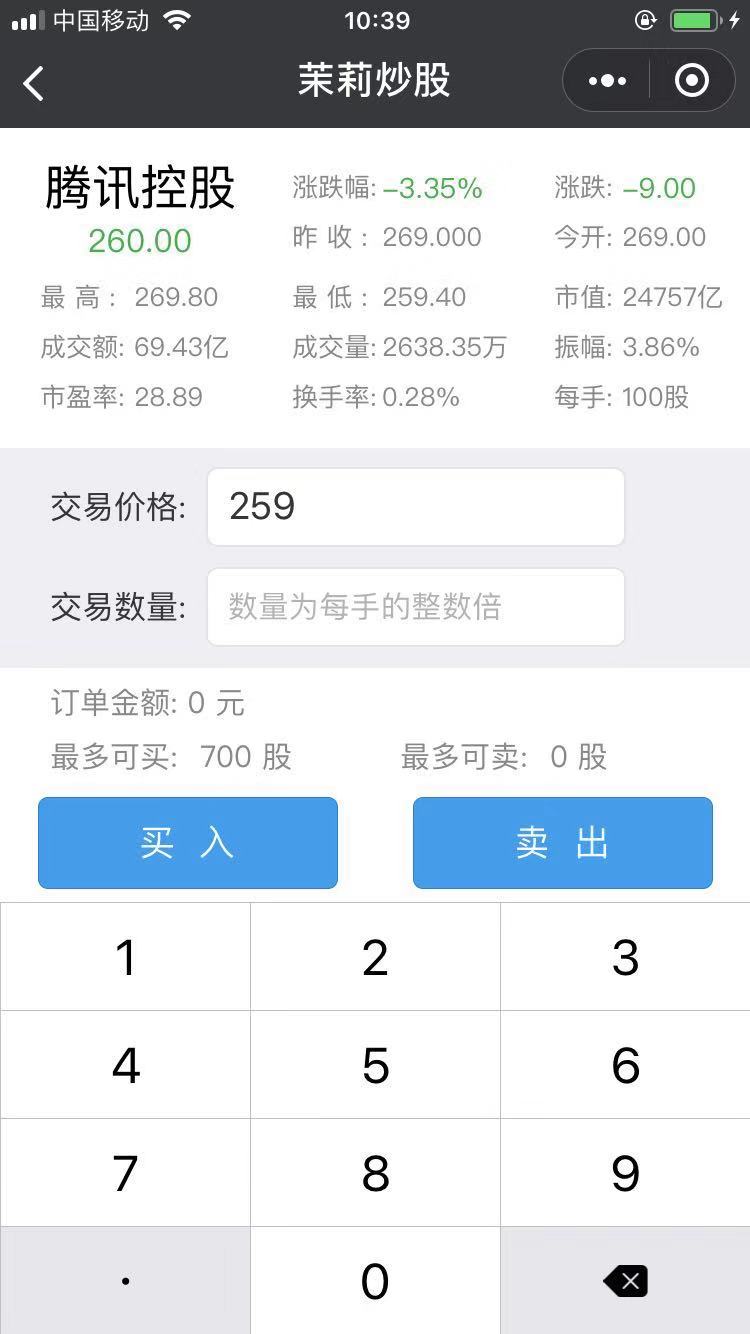 中国移动 10:39
茉莉炒股
腾讯控股
260.00
涨跌幅: -3.35% 涨跌: -9.00
昨 收 : 269.000 今开: 269.00
最 高 : 269.80 最 低 : 259.40 市值: 24757亿
成交额: 69.43亿 成交量: 2638.35万 振幅: 3.86%
市盈率: 28.89 换手率: 0.28% 每手: 100股
交易价格: 259
交易数量: 数量为每手的整数倍
订单金额: 0 元
最多可买: 700 股 最多可卖: 0 股
买 入 卖 出
1 2 3
4 5 6
7 8 9
· 0